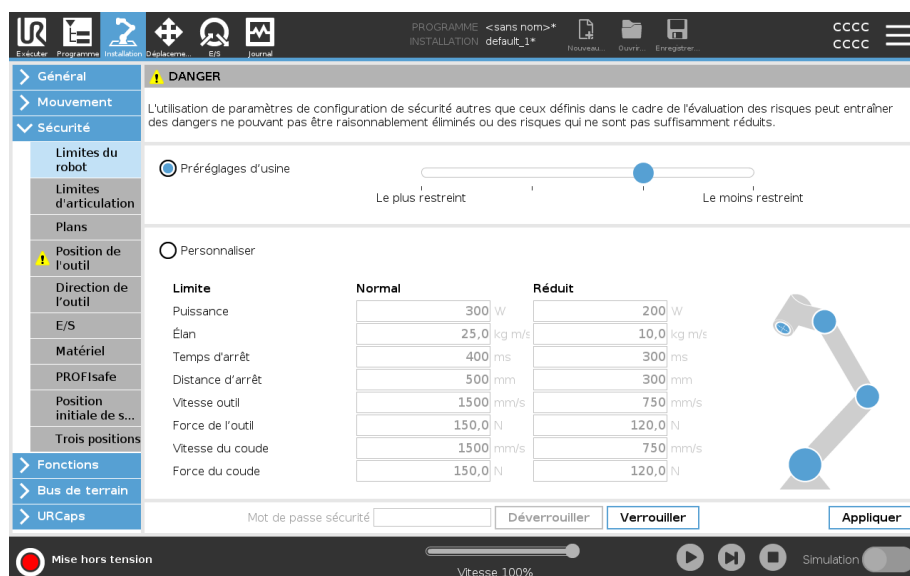 PROGRAMME <sans nom>*
INSTALLATION default_1*
CCCC
CCCC
Exécuter Programme Installation Déplaceme... E/S Journal Nouveau... Ouvrir... Enregistrer...
Général
Mouvement
Sécurité
Limites du
robot
Limites
d'articulation
Plans
Position de
l'outil
Direction de
l'outil
E/S
Matériel
PROFIsafe
Position
initiale de s...
Trois positions
Fonctions
Bus de terrain
URCaps
DANGER
L'utilisation de paramètres de configuration de sécurité autres que ceux définis dans le cadre de l'évaluation des risques peut entraîner
des dangers ne pouvant pas être raisonnablement éliminés ou des risques qui ne sont pas suffisamment réduits.
Préréglages d'usine
Le plus restreint Le moins restreint
Personnaliser
Limite Normal Réduit
Puissance 300 W 200 W
Élan 25,0 kg m/s 10,0 kg m/s
Temps d'arrêt 400 ms 300 ms
Distance d'arrêt 500 mm 300 mm
Vitesse outil 1500 mm/s 750 mm/s
Force de l'outil 150,0 N 120,0 N
Vitesse du coude 1500 mm/s 750 mm/s
Force du coude 150,0 N 120,0 N
Mot de passe sécurité Déverrouiller Verrouiller Appliquer
Mise hors tension
Vitesse 100%
Simulation